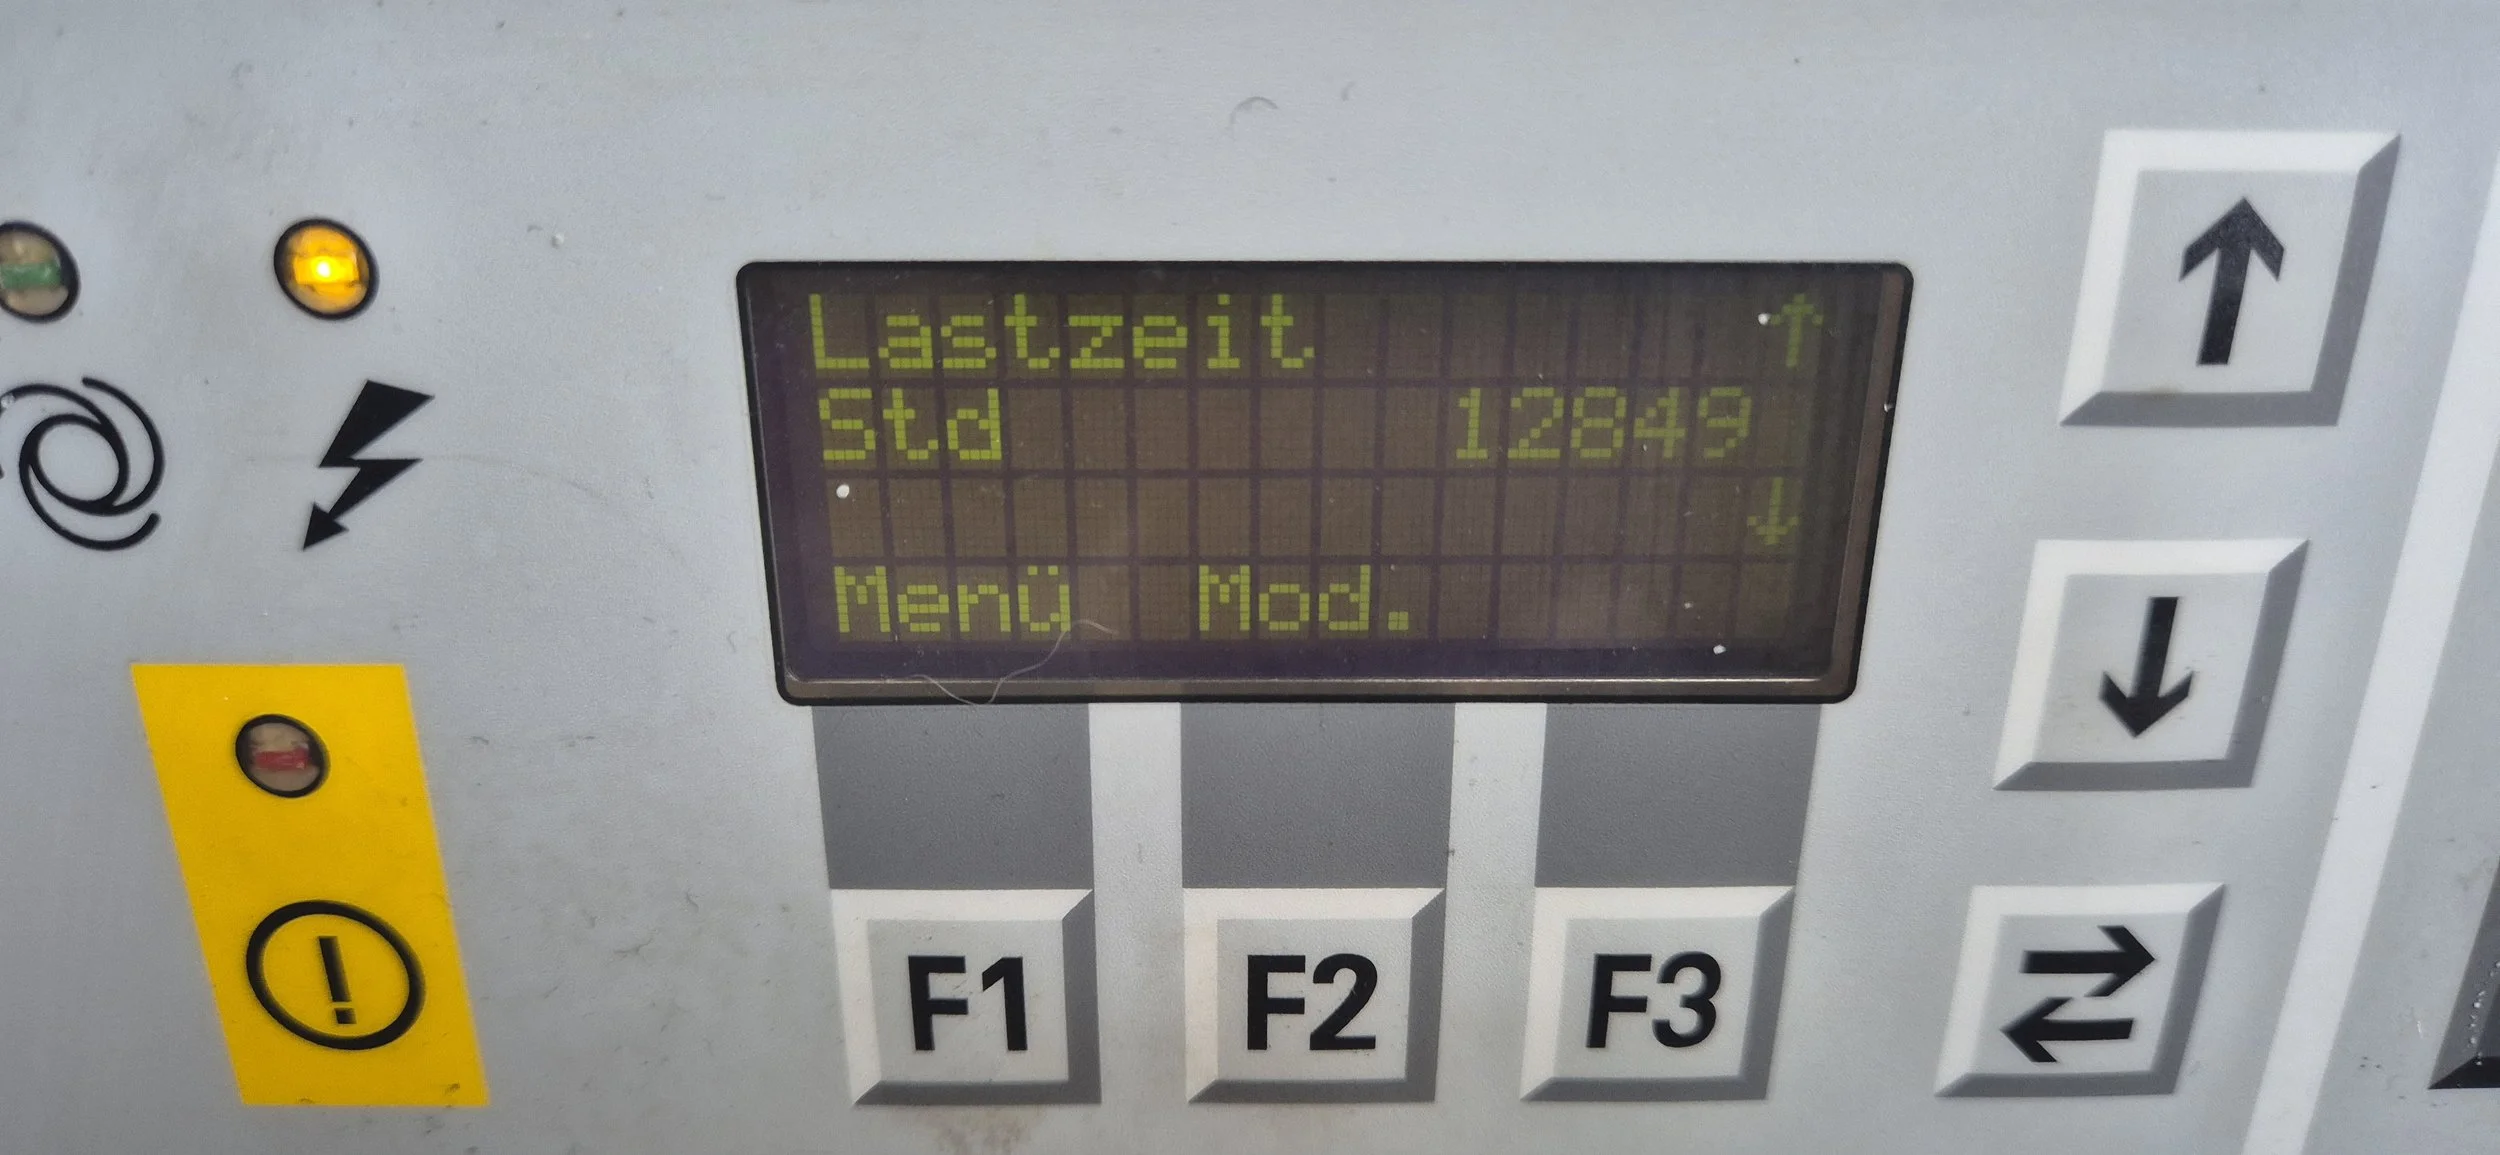 Lastzeit ↑
Std 12849
↓
Menü Mod.
F1 F2 F3